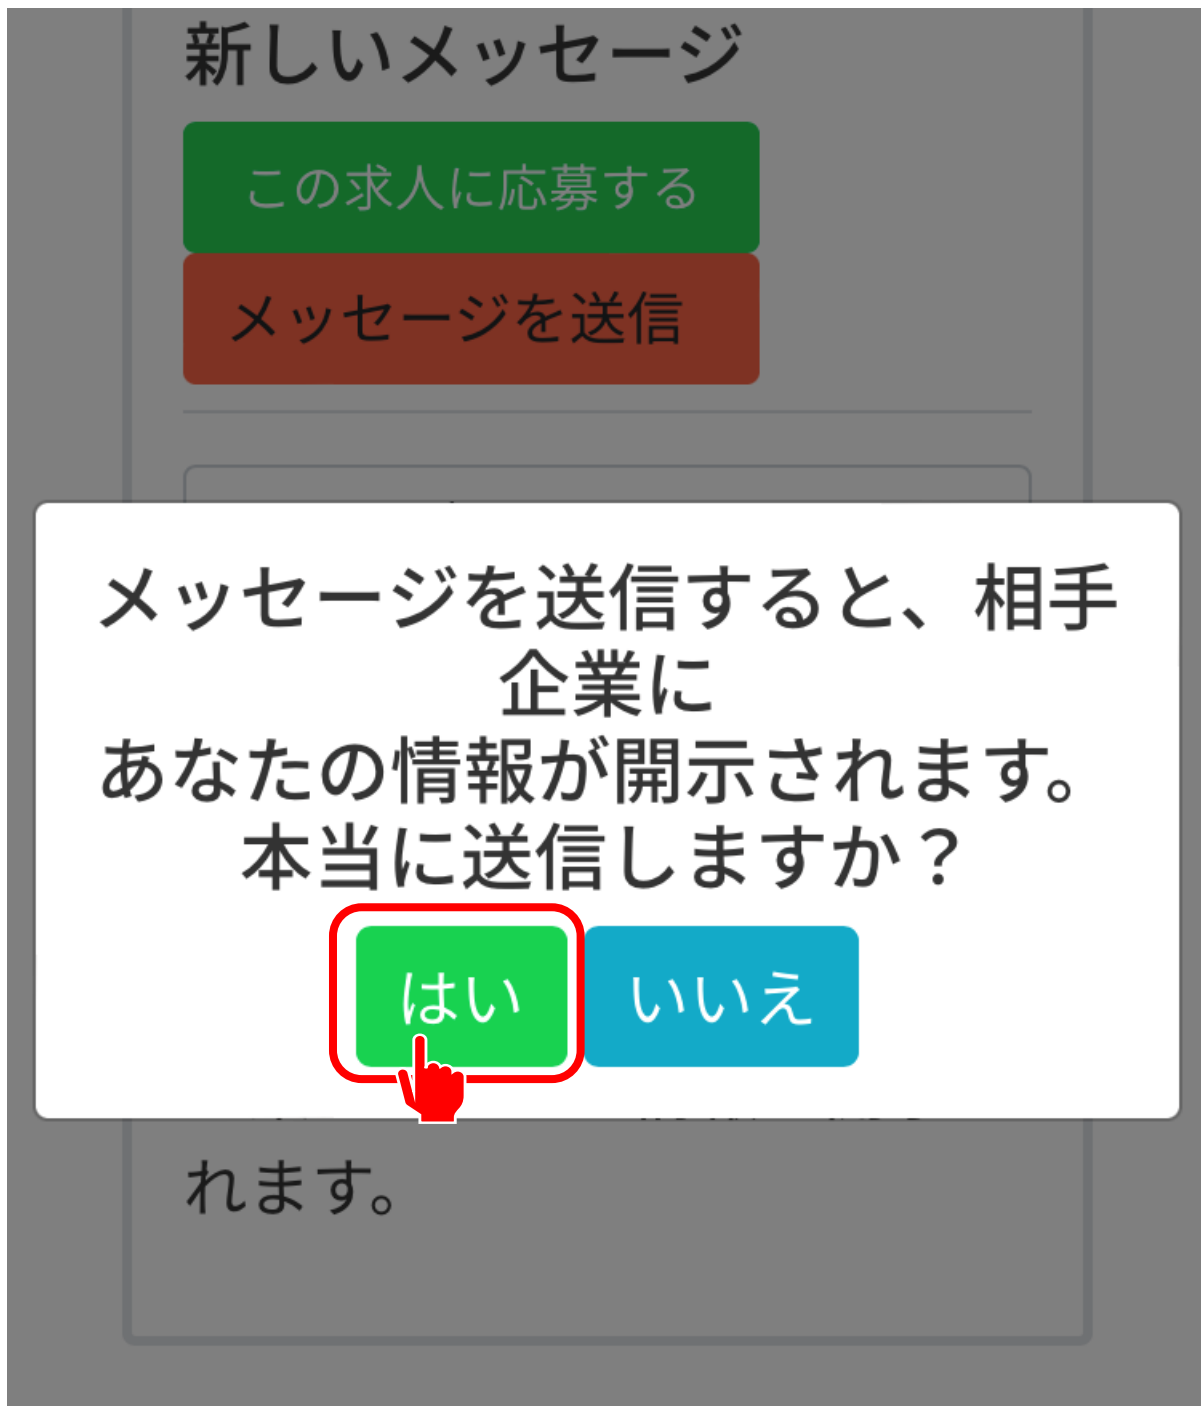 新しいメッセージ
この求人に応募する
メッセージを送信
メッセージを送信すると、相手
企業に
あなたの情報が開示されます。
本当に送信しますか？
はい
いいえ
れます。